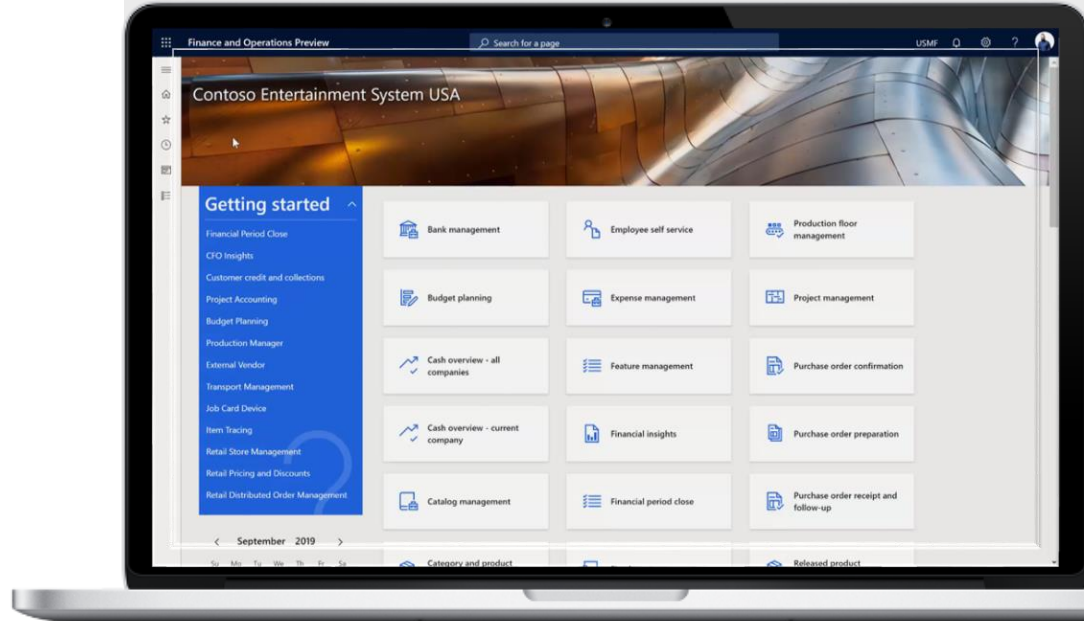 Finance and Operations Preview
Search for a page
USMF
?
Contoso Entertainment System USA
Getting started
Financial Period Close
CFO Insights
Customer credit and collections
Project Accounting
Budget Planning
Production Manager
External Vendor
Transport Management
Job Card Device
Item Tracing
Retail Store Management
Retail Pricing and Discounts
Retail Distributed Order Management
September 2019
Su Mo Tu We Th Fr Sa
Bank management
Employee self service
Production floor
management
Budget planning
Expense management
Project management
Cash overview - all
companies
Feature management
Purchase order confirmation
Cash overview - current
company
Financial insights
Purchase order preparation
Catalog management
Financial period close
Purchase order receipt and
follow-up
Category and product
Released product